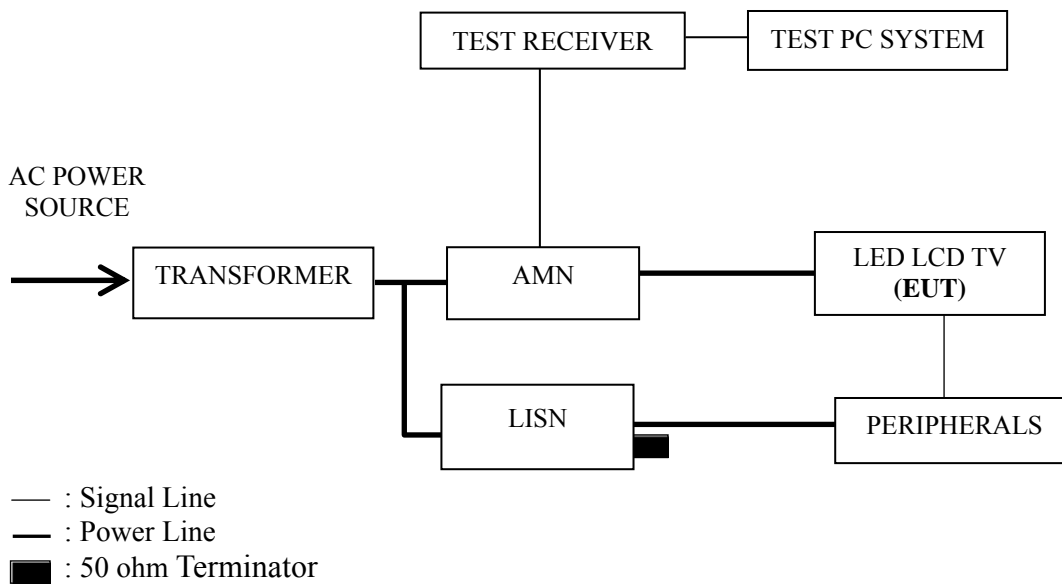 TEST RECEIVER
TEST PC SYSTEM
AC POWER
SOURCE
TRANSFORMER
AMN
LED LCD TV
(EUT)
LISN
PERIPHERALS
: Signal Line
: Power Line
: 50 ohm Terminator